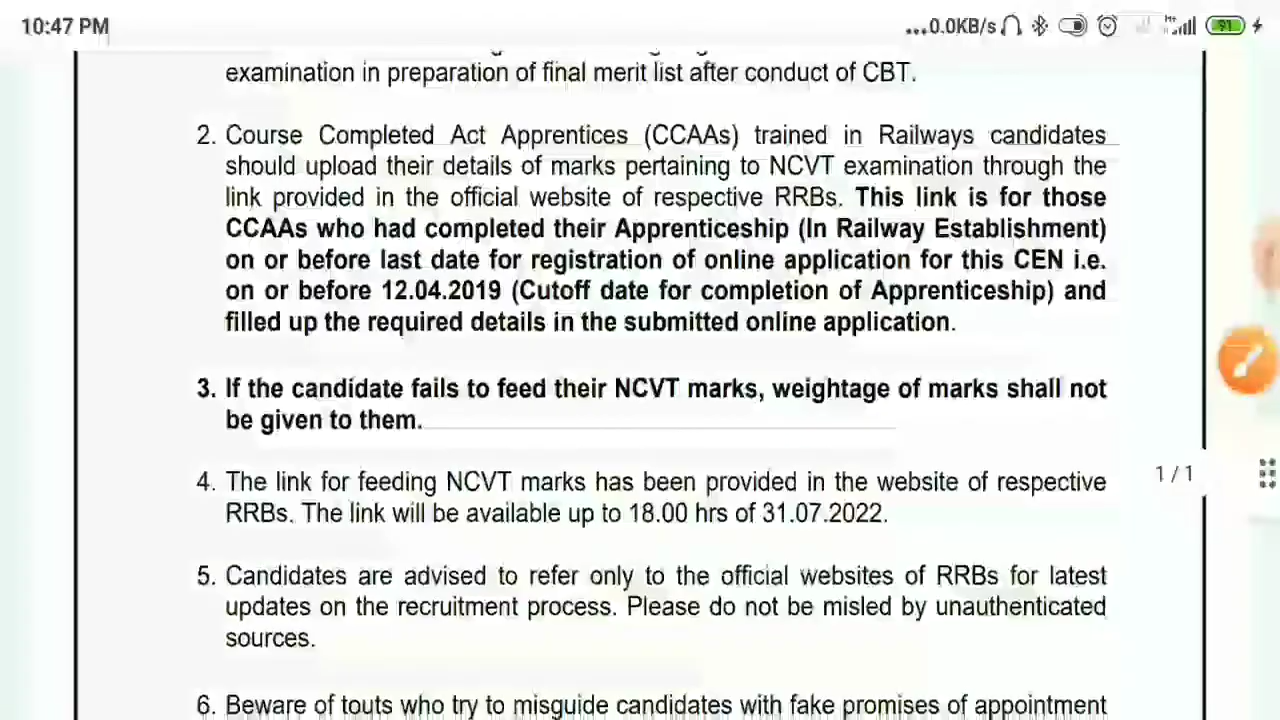 10:47 PM
...0.0KB/s
H+
91
examination in preparation of final merit list after conduct of CBT.
2. Course Completed Act Apprentices (CCAAs) trained in Railways candidates
should upload their details of marks pertaining to NCVT examination through the
link provided in the official website of respective RRBs. This link is for those
CCAAs who had completed their Apprenticeship (In Railway Establishment)
on or before last date for registration of online application for this CEN i.e.
on or before 12.04.2019 (Cutoff date for completion of Apprenticeship) and
filled up the required details in the submitted online application.
3. If the candidate fails to feed their NCVT marks, weightage of marks shall not
be given to them.
4. The link for feeding NCVT marks has been provided in the website of respective
RRBs. The link will be available up to 18.00 hrs of 31.07.2022.
1/1
5. Candidates are advised to refer only to the official websites of RRBs for latest
updates on the recruitment process. Please do not be misled by unauthenticated
sources.
6. Beware of touts who try to misguide candidates with fake promises of appointment